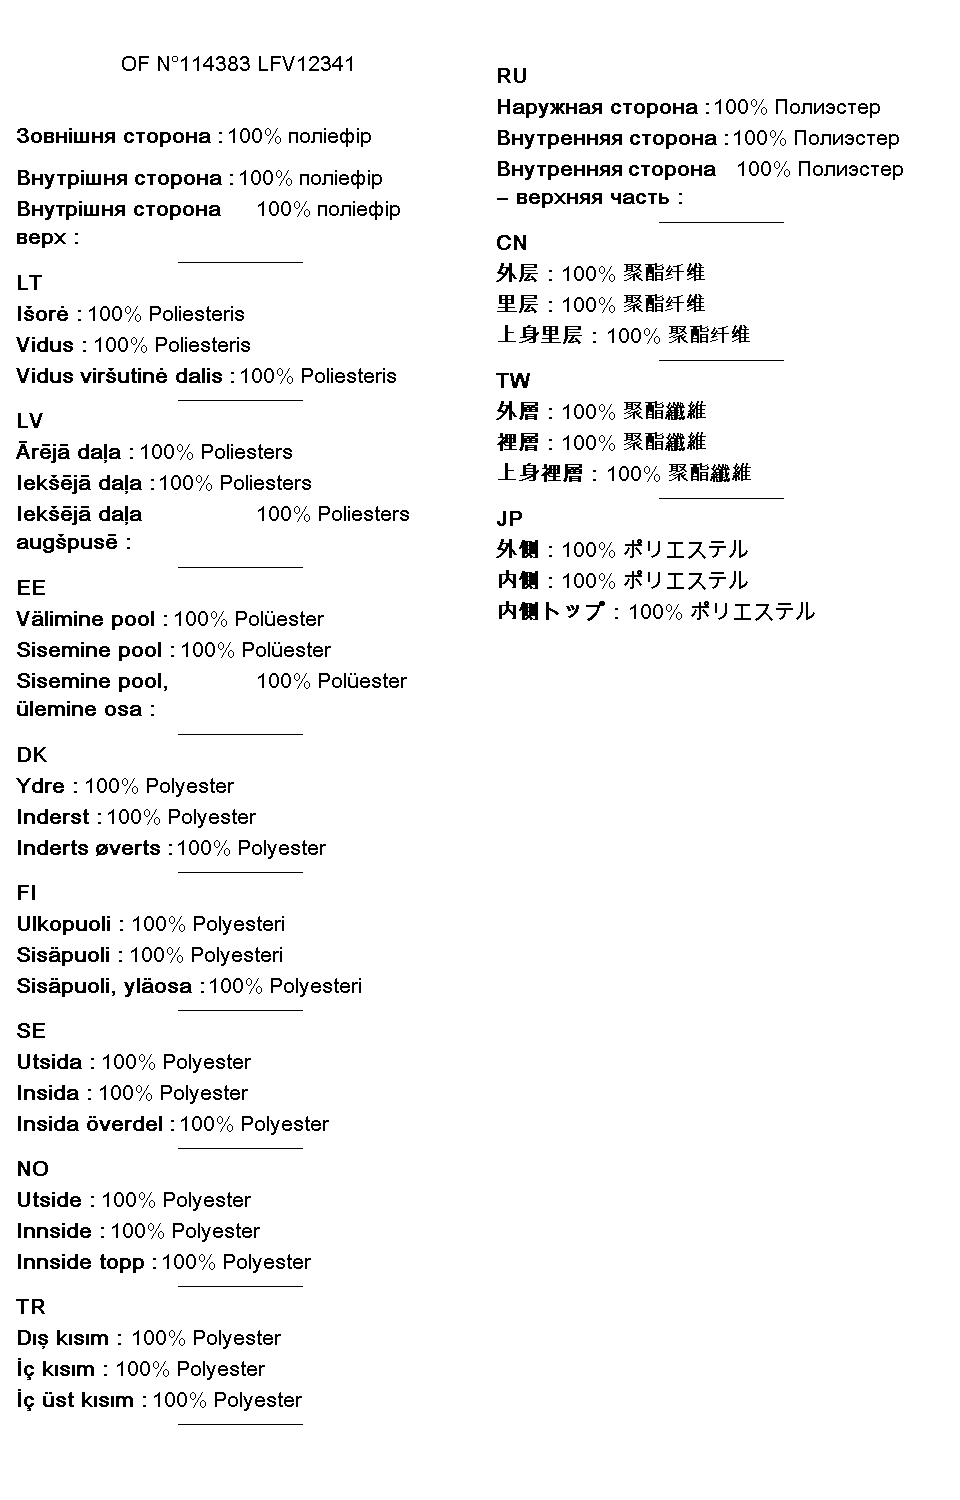 OF N°114383 LFV12341
Зовнішня сторона : 100% поліефір
Внутрішня сторона : 100% поліефір
Внутрішня сторона 100% поліефір
верх :
LT
Išorė : 100% Poliesteris
Vidus : 100% Poliesteris
Vidus viršutinė dalis : 100% Poliesteris
LV
Ārējā daļa : 100% Poliesters
Iekšējā daļa : 100% Poliesters
Iekšējā daļa 100% Poliesters
augšpusē :
EE
Välimine pool : 100% Polüester
Sisemine pool : 100% Polüester
Sisemine pool, 100% Polüester
ülemine osa :
DK
Ydre : 100% Polyester
Inderst : 100% Polyester
Inderts øverts : 100% Polyester
FI
Ulkopuoli : 100% Polyesteri
Sisäpuoli : 100% Polyesteri
Sisäpuoli, yläosa : 100% Polyesteri
SE
Utsida : 100% Polyester
Insida : 100% Polyester
Insida överdel : 100% Polyester
NO
Utside : 100% Polyester
Innside : 100% Polyester
Innside topp : 100% Polyester
TR
Dış kısım : 100% Polyester
İç kısım : 100% Polyester
İç üst kısım : 100% Polyester
RU
Наружная сторона : 100% Полиэстер
Внутренняя сторона : 100% Полиэстер
Внутренняя сторона 100% Полиэстер
– верхняя часть :
CN
外层 : 100% 聚酯纤维
里层 : 100% 聚酯纤维
上身里层 : 100% 聚酯纤维
TW
外層 : 100% 聚酯纖維
裡層 : 100% 聚酯纖維
上身裡層 : 100% 聚酯纖維
JP
外側 : 100% ポリエステル
内側 : 100% ポリエステル
内側トップ : 100% ポリエステル